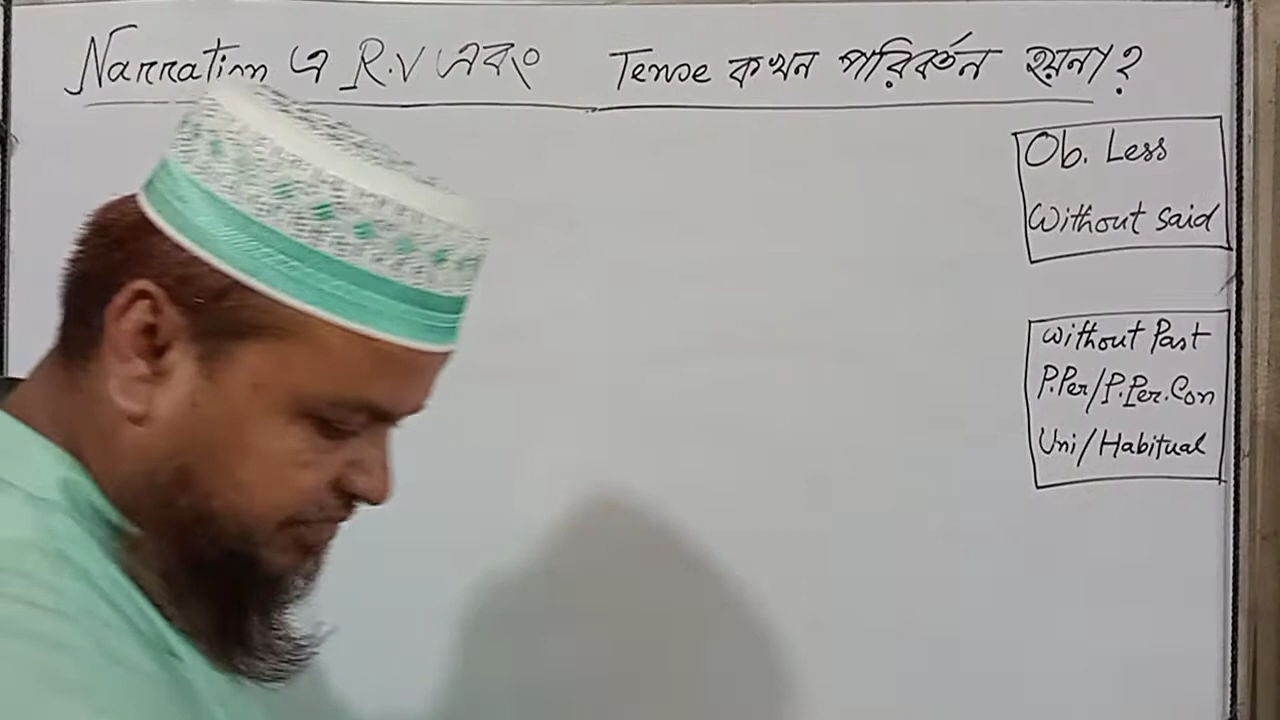 Narration এ R.V এবং Tense কখন পরিবর্তন হয়না?
Ob. Less
Without said
without Past
P.Per/P.Per.Con
Uni/Habitual